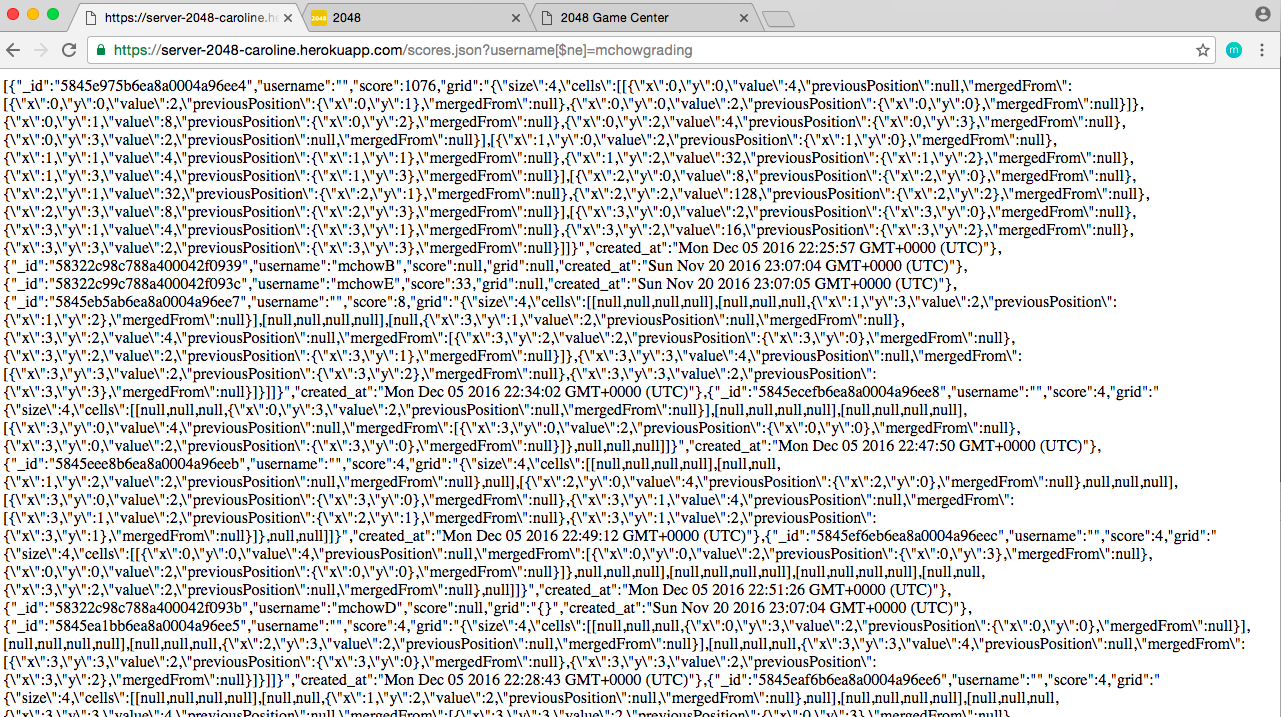 https://server-2048-caroline.he
2048
2048
2048 Game Center
https://server-2048-caroline.herokuapp.com/scores.json?username[$ne]=mchowgrading
m
[{"_id":"5845e975b6ea8a0004a96ee4","username":"","score":1076,"grid":"{\"size\":4,\"cells\":[[{\"x\":0,\"y\":0,\"value\":4,\"previousPosition\":null,\"mergedFrom\":
[{\"x\":0,\"y\":0,\"value\":2,\"previousPosition\":{\"x\":0,\"y\":1},\"mergedFrom\":null},{\"x\":0,\"y\":0,\"value\":2,\"previousPosition\":{\"x\":0,\"y\":0},\"mergedFrom\":null}]},
{\"x\":0,\"y\":1,\"value\":8,\"previousPosition\":{\"x\":0,\"y\":2},\"mergedFrom\":null},{\"x\":0,\"y\":2,\"value\":4,\"previousPosition\":{\"x\":0,\"y\":3},\"mergedFrom\":null},
{\"x\":0,\"y\":3,\"value\":2,\"previousPosition\":null,\"mergedFrom\":null}],[{\"x\":1,\"y\":0,\"value\":2,\"previousPosition\":{\"x\":1,\"y\":0},\"mergedFrom\":null},
{\"x\":1,\"y\":1,\"value\":4,\"previousPosition\":{\"x\":1,\"y\":1},\"mergedFrom\":null},{\"x\":1,\"y\":2,\"value\":32,\"previousPosition\":{\"x\":1,\"y\":2},\"mergedFrom\":null},
{\"x\":1,\"y\":3,\"value\":4,\"previousPosition\":{\"x\":1,\"y\":3},\"mergedFrom\":null}],[{\"x\":2,\"y\":0,\"value\":8,\"previousPosition\":{\"x\":2,\"y\":0},\"mergedFrom\":null},
{\"x\":2,\"y\":1,\"value\":32,\"previousPosition\":{\"x\":2,\"y\":1},\"mergedFrom\":null},{\"x\":2,\"y\":2,\"value\":128,\"previousPosition\":{\"x\":2,\"y\":2},\"mergedFrom\":null},
{\"x\":2,\"y\":3,\"value\":8,\"previousPosition\":{\"x\":2,\"y\":3},\"mergedFrom\":null}],[{\"x\":3,\"y\":0,\"value\":2,\"previousPosition\":{\"x\":3,\"y\":0},\"mergedFrom\":null},
{\"x\":3,\"y\":1,\"value\":4,\"previousPosition\":{\"x\":3,\"y\":1},\"mergedFrom\":null},{\"x\":3,\"y\":2,\"value\":16,\"previousPosition\":{\"x\":3,\"y\":2},\"mergedFrom\":null},
{\"x\":3,\"y\":3,\"value\":2,\"previousPosition\":{\"x\":3,\"y\":3},\"mergedFrom\":null}]]}","created_at":"Mon Dec 05 2016 22:25:57 GMT+0000 (UTC)"},
{"_id":"58322c98c788a400042f0939","username":"mchowB","score":null,"grid":null,"created_at":"Sun Nov 20 2016 23:07:04 GMT+0000 (UTC)"},
{"_id":"58322c99c788a400042f093c","username":"mchowE","score":33,"grid":null,"created_at":"Sun Nov 20 2016 23:07:05 GMT+0000 (UTC)"},
{"_id":"5845eb5ab6ea8a0004a96ee7","username":"","score":8,"grid":"{\"size\":4,\"cells\":[[null,null,null,null],[null,null,null,{\"x\":1,\"y\":3,\"value\":2,\"previousPosition\":
{\"x\":1,\"y\":2},\"mergedFrom\":null}],[null,null,null,null],[null,{\"x\":3,\"y\":1,\"value\":2,\"previousPosition\":null,\"mergedFrom\":null},
{\"x\":3,\"y\":2,\"value\":4,\"previousPosition\":null,\"mergedFrom\":[{\"x\":3,\"y\":2,\"value\":2,\"previousPosition\":{\"x\":3,\"y\":0},\"mergedFrom\":null},
{\"x\":3,\"y\":2,\"value\":2,\"previousPosition\":{\"x\":3,\"y\":1},\"mergedFrom\":null}]},{\"x\":3,\"y\":3,\"value\":4,\"previousPosition\":null,\"mergedFrom\":
[{\"x\":3,\"y\":3,\"value\":2,\"previousPosition\":{\"x\":3,\"y\":2},\"mergedFrom\":null},{\"x\":3,\"y\":3,\"value\":2,\"previousPosition\":
{\"x\":3,\"y\":3},\"mergedFrom\":null}]}]]}","created_at":"Mon Dec 05 2016 22:34:02 GMT+0000 (UTC)"},{"_id":"5845ecefb6ea8a0004a96ee8","username":"","score":4,"grid":"
{\"size\":4,\"cells\":[[null,null,null,{\"x\":0,\"y\":3,\"value\":2,\"previousPosition\":null,\"mergedFrom\":null}],[null,null,null,null],[null,null,null,null],
[{\"x\":3,\"y\":0,\"value\":4,\"previousPosition\":null,\"mergedFrom\":[{\"x\":3,\"y\":0,\"value\":2,\"previousPosition\":{\"x\":0,\"y\":0},\"mergedFrom\":null},
{\"x\":3,\"y\":0,\"value\":2,\"previousPosition\":{\"x\":3,\"y\":0},\"mergedFrom\":null}]},null,null,null]]}","created_at":"Mon Dec 05 2016 22:47:50 GMT+0000 (UTC)"},
{"_id":"5845eee8b6ea8a0004a96eeb","username":"","score":4,"grid":"{\"size\":4,\"cells\":[[null,null,null,null],[null,null,
{\"x\":1,\"y\":2,\"value\":2,\"previousPosition\":null,\"mergedFrom\":null},null],[{\"x\":2,\"y\":0,\"value\":4,\"previousPosition\":{\"x\":2,\"y\":0},\"mergedFrom\":null},null,null,null],
[{\"x\":3,\"y\":0,\"value\":2,\"previousPosition\":{\"x\":3,\"y\":0},\"mergedFrom\":null},{\"x\":3,\"y\":1,\"value\":4,\"previousPosition\":null,\"mergedFrom\":
[{\"x\":3,\"y\":1,\"value\":2,\"previousPosition\":{\"x\":2,\"y\":1},\"mergedFrom\":null},{\"x\":3,\"y\":1,\"value\":2,\"previousPosition\":
{\"x\":3,\"y\":1},\"mergedFrom\":null}]},null,null]]}","created_at":"Mon Dec 05 2016 22:49:12 GMT+0000 (UTC)"},{"_id":"5845ef6eb6ea8a0004a96eec","username":"","score":4,"grid":"
{\"size\":4,\"cells\":[[{\"x\":0,\"y\":0,\"value\":4,\"previousPosition\":null,\"mergedFrom\":[{\"x\":0,\"y\":0,\"value\":2,\"previousPosition\":{\"x\":0,\"y\":3},\"mergedFrom\":null},
{\"x\":0,\"y\":0,\"value\":2,\"previousPosition\":{\"x\":0,\"y\":0},\"mergedFrom\":null}]},null,null,null],[null,null,null,null],[null,null,null,null],[null,null,
{\"x\":3,\"y\":2,\"value\":2,\"previousPosition\":null,\"mergedFrom\":null},null]]}","created_at":"Mon Dec 05 2016 22:51:26 GMT+0000 (UTC)"},
{"_id":"58322c98c788a400042f093b","username":"mchowD","score":null,"grid":"{}","created_at":"Sun Nov 20 2016 23:07:04 GMT+0000 (UTC)"},
{"_id":"5845ea1bb6ea8a0004a96ee5","username":"","score":4,"grid":"{\"size\":4,\"cells\":[[null,null,null,{\"x\":0,\"y\":3,\"value\":2,\"previousPosition\":{\"x\":0,\"y\":0},\"mergedFrom\":null}],
[null,null,null,null],[null,null,null,{\"x\":2,\"y\":3,\"value\":2,\"previousPosition\":null,\"mergedFrom\":null}],[null,null,null,{\"x\":3,\"y\":3,\"value\":4,\"previousPosition\":null,\"mergedFrom\":
[{\"x\":3,\"y\":3,\"value\":2,\"previousPosition\":{\"x\":3,\"y\":0},\"mergedFrom\":null},{\"x\":3,\"y\":3,\"value\":2,\"previousPosition\":
{\"x\":3,\"y\":2},\"mergedFrom\":null}]}]]}","created_at":"Mon Dec 05 2016 22:28:43 GMT+0000 (UTC)"},{"_id":"5845eaf6b6ea8a0004a96ee6","username":"","score":4,"grid":"
{\"size\":4,\"cells\":[[null,null,null,null],[null,null,{\"x\":1,\"y\":2,\"value\":2,\"previousPosition\":null,\"mergedFrom\":null},null],[null,null,null,null],[null,null,null,
{\"x\":3,\"y\":3,\"value\":4,\"previousPosition\":null,\"mergedFrom\":[{\"x\":3,\"y\":3,\"value\":2,\"previousPosition\":{\"x\":0,\"y\":3},\"mergedFrom\":null},